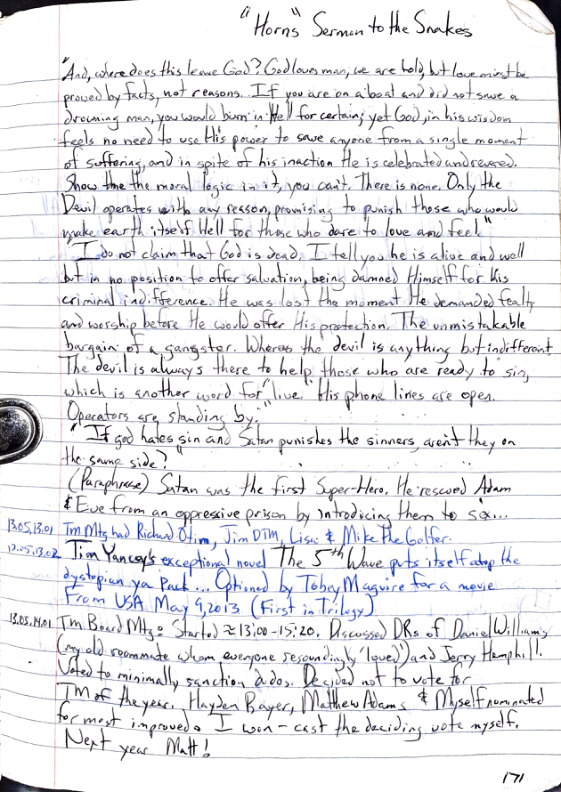 "Horns" Sermon to the Snakes
"And, where does this leave God? God loves man, we are told, but love must be
proved by facts, not reasons. If you are on a boat and did not save a
drowning man, you would burn in Hell for certain; yet God, in his wisdom
feels no need to use His power to save anyone from a single moment
of suffering, and in spite of his inaction He is celebrated and revered.
Show the moral logic in it, you can't. There is none. Only the
Devil operates with any reason, promising to punish those who would
make earth itself Hell for those who dare to love and feel."
"I do not claim that God is dead. I tell you he is alive and well
but in no position to offer salvation, being damned Himself for his
criminal indifference. He was lost the moment He demanded fealty
and worship before He would offer His protection. The unmistakable
bargain of a gangster. Whereas the devil is anything but indifferent.
The devil is always there to help those who are ready to sin,
which is another word for "live." His phone lines are open.
Operators are standing by."
"If god hates sin and Satan punishes the sinners, aren't they on
the same side?"
(Paraphrase) Satan was the first Super-Hero. He rescued Adam
& Eve from an oppressive prison by introducing them to sin...
13.05.13.01 Tm Mtg had Richard Jim DTM, Lisa & Mike the Golfer.
13.05.13.02 Tim Yancey's exceptional novel The 5th Wave puts itself atop the
dystopian ya pack... Optioned by Tobey Maguire for a movie
From USA May 9, 2013 (First in Trilogy)
13.05.14.01 Tm Board Mtg: Started ≈ 13:00-15:20. Discussed DRs of Daniel Williams
(my old roommate whom everyone resoundingly 'loved') and Jerry Hemphill.
Voted to minimally sanction Decided not to vote for
TM of the year. Hayden Bayer, Matthew Adams & Myself nominated
for most improved. I won - cast the deciding vote myself.
Next year Matt!
171